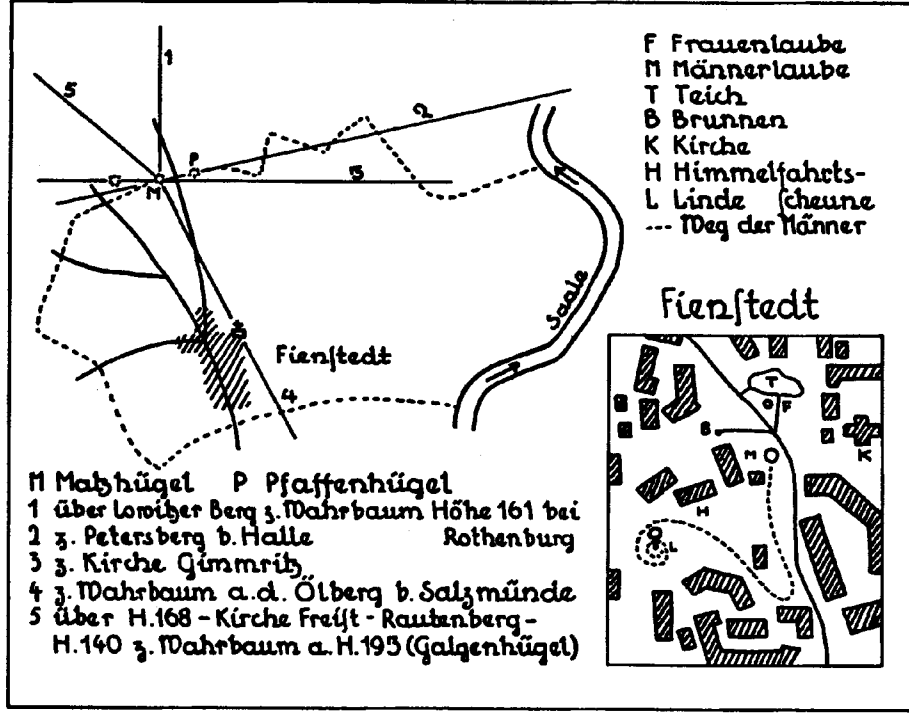 1
5
2
P
M
3
Saale
Fienstedt
4
F Frauenlaube
M Männerlaube
T Teich
B Brunnen
K Kirche
H Himmelfahrts-
L Linde scheune
--- Weg der Männer
Fienstedt
T
F
B
M
K
H
L
M Matzhügel P Pfaffenhügel
1 über Lowitzer Berg z. Wahrbaum Höhe 161 bei
2 z. Petersberg b. Halle Rothenburg
3 z. Kirche Gimmritz
4 z. Wahrbaum a.d. Ölberg b. Salzmünde
5 über H.168 - Kirche Freist - Rautenberg -
H.140 z. Wahrbaum a. H.195 (Galgenhügel)